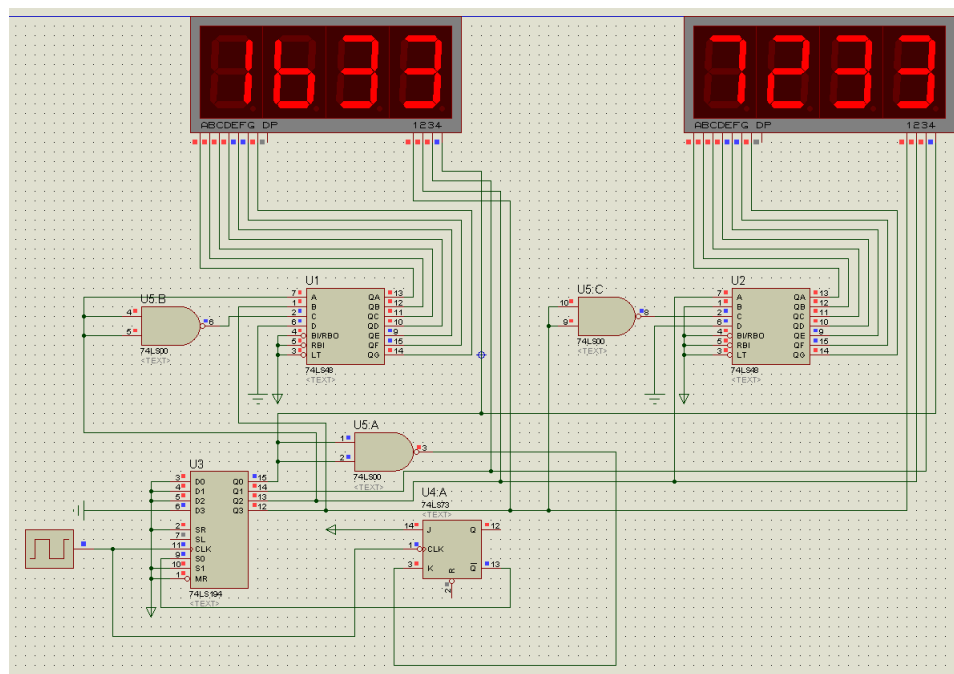 1633
7233
ABCDEFG DP 1234
ABCDEFG DP 1234
U1
7 A QA 13
1 B QB 12
2 C QC 11
6 D QD 10
4 BI/RBO QE 9
5 RBI QF 15
3 LT QG 14
74LS48
<TEXT>
U5:B
4
5
6
74LS00
<TEXT>
U5:C
10
9
8
74LS00
<TEXT>
U2
7 A QA 13
1 B QB 12
2 C QC 11
6 D QD 10
4 BI/RBO QE 9
5 RBI QF 15
3 LT QG 14
74LS48
<TEXT>
U5:A
1
2
3
74LS00
<TEXT>
U3
3 D0 Q0 15
4 D1 Q1 14
5 D2 Q2 13
6 D3 Q3 12
2 SR
7 SL
11 CLK
9 S0
10 S1
1 MR
74LS194
<TEXT>
U4:A
74LS73
14 J Q 12
1 CLK
3 K Q 13
R
2
<TEXT>